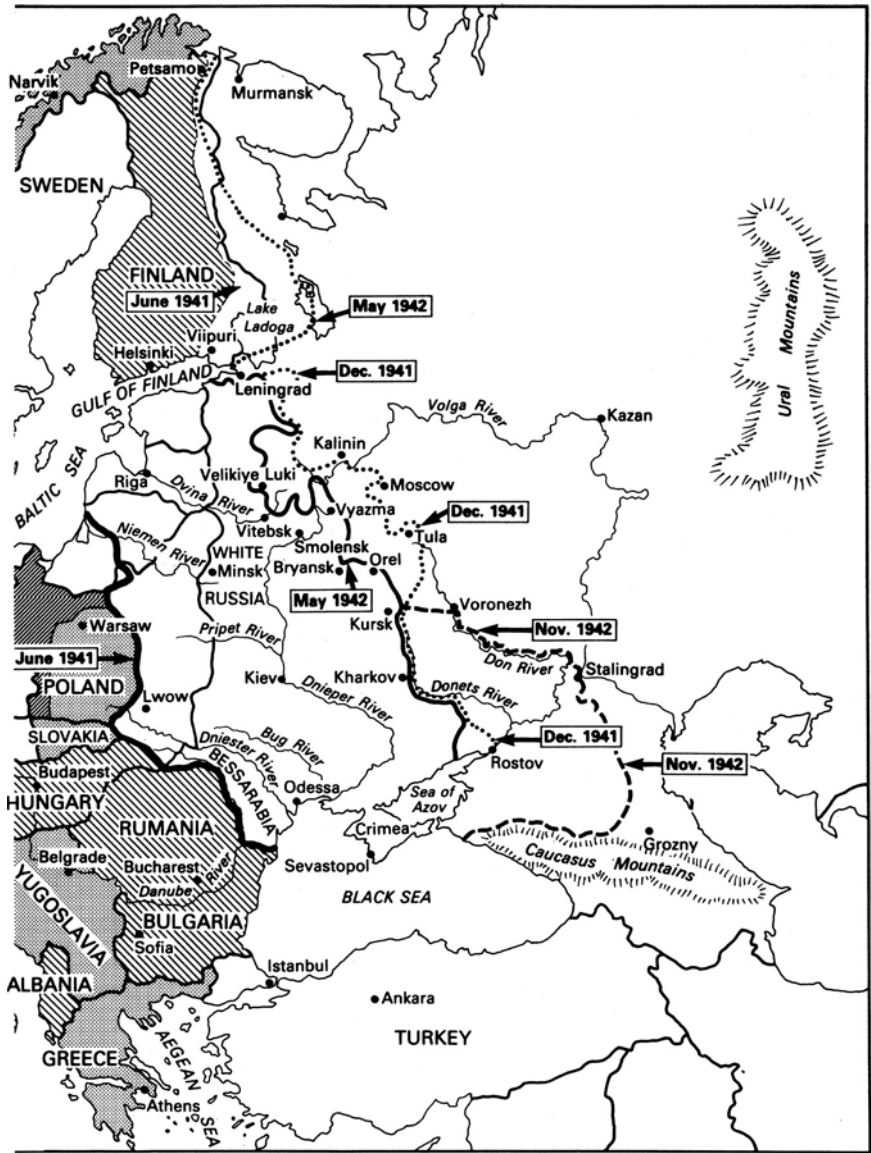 Petsamo
Narvik
Murmansk
SWEDEN
FINLAND
June 1941
Lake
Ladoga
May 1942
Viipuri
Helsinki
GULF OF FINLAND
Leningrad
Dec. 1941
Ural Mountains
Volga River
Kazan
BALTIC SEA
Kalinin
Riga
Dvina River
Velikiye Luki
Moscow
Vyazma
Dec. 1941
Niemen River
Vitebsk
Tula
WHITE
Smolensk
Minsk
Bryansk
Orel
RUSSIA
May 1942
Voronezh
Warsaw
Kursk
Nov. 1942
Pripet River
June 1941
Don River
POLAND
Kiev
Kharkov
Stalingrad
Lwow
Dnieper River
Donets River
SLOVAKIA
Bug River
Dec. 1941
Dniester River
Rostov
BESSARABIA
Nov. 1942
Budapest
Odessa
Sea of
Azov
HUNGARY
RUMANIA
Crimea
Grozny
Belgrade
Bucharest
Sevastopol
Caucasus Mountains
Danube River
YUGOSLAVIA
BLACK SEA
BULGARIA
Sofia
Istanbul
ALBANIA
Ankara
TURKEY
GREECE
AEGEAN SEA
Athens